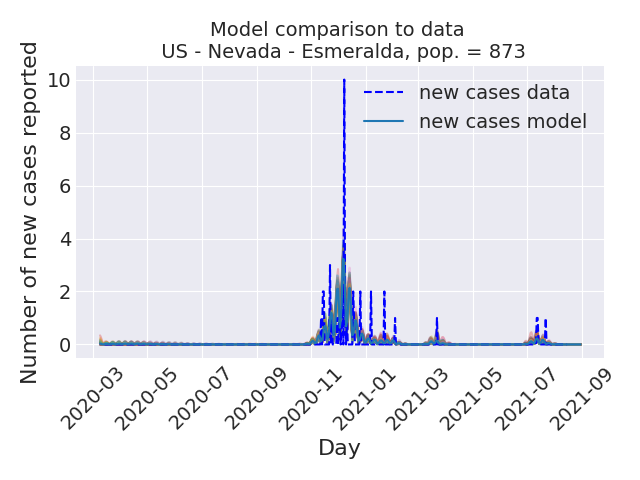 Model comparison to data
US - Nevada - Esmeralda, pop. = 873
new cases data
new cases model
Number of new cases reported
10
8
6
4
2
0
2020-03
2020-05
2020-07
2020-09
2020-11
2021-01
2021-03
2021-05
2021-07
2021-09
Day